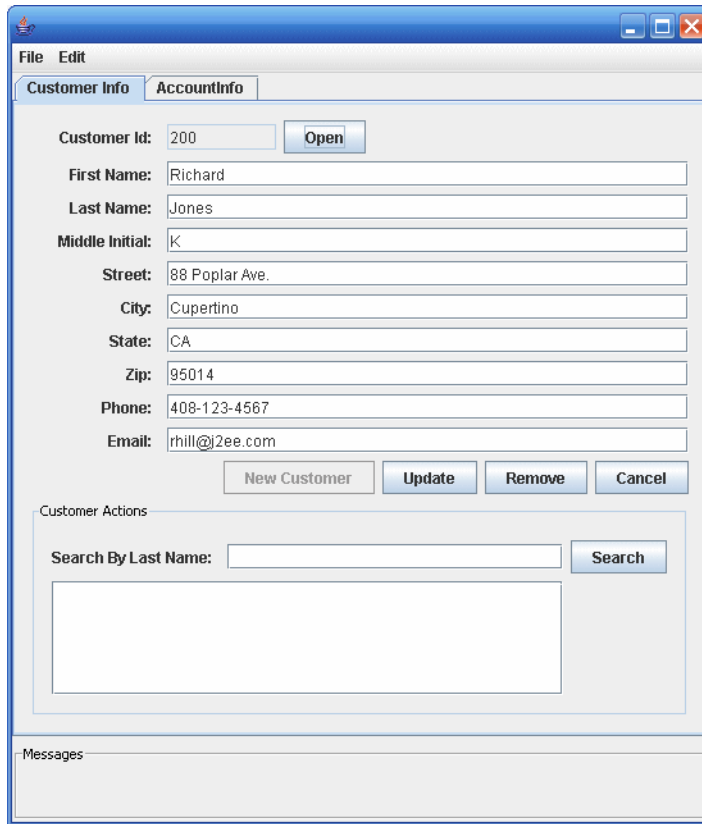 File Edit
Customer Info AccountInfo
Customer Id: 200 Open
First Name: Richard
Last Name: Jones
Middle Initial: K
Street: 88 Poplar Ave.
City: Cupertino
State: CA
Zip: 95014
Phone: 408-123-4567
Email: rhill@j2ee.com
New Customer Update Remove Cancel
Customer Actions
Search By Last Name: Search
Messages